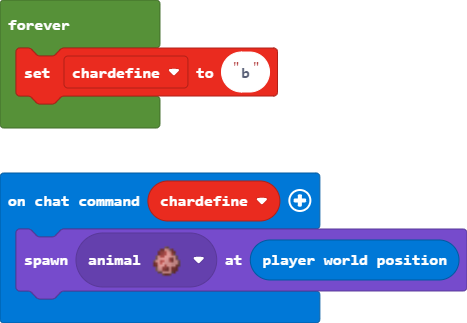 forever
set chardefine to "b"
on chat command chardefine
spawn animal at player world position